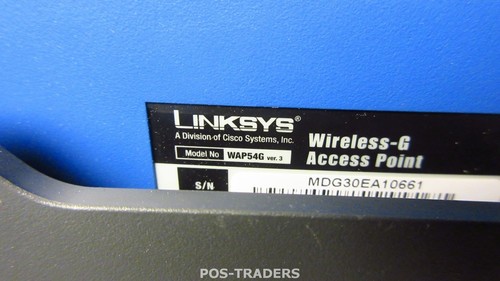 LINKSYS®
A Division of Cisco Systems, Inc.
Model No WAP54G ver. 3
Wireless-G
Access Point
S/N
MDG30EA10661
POS-TRADERS